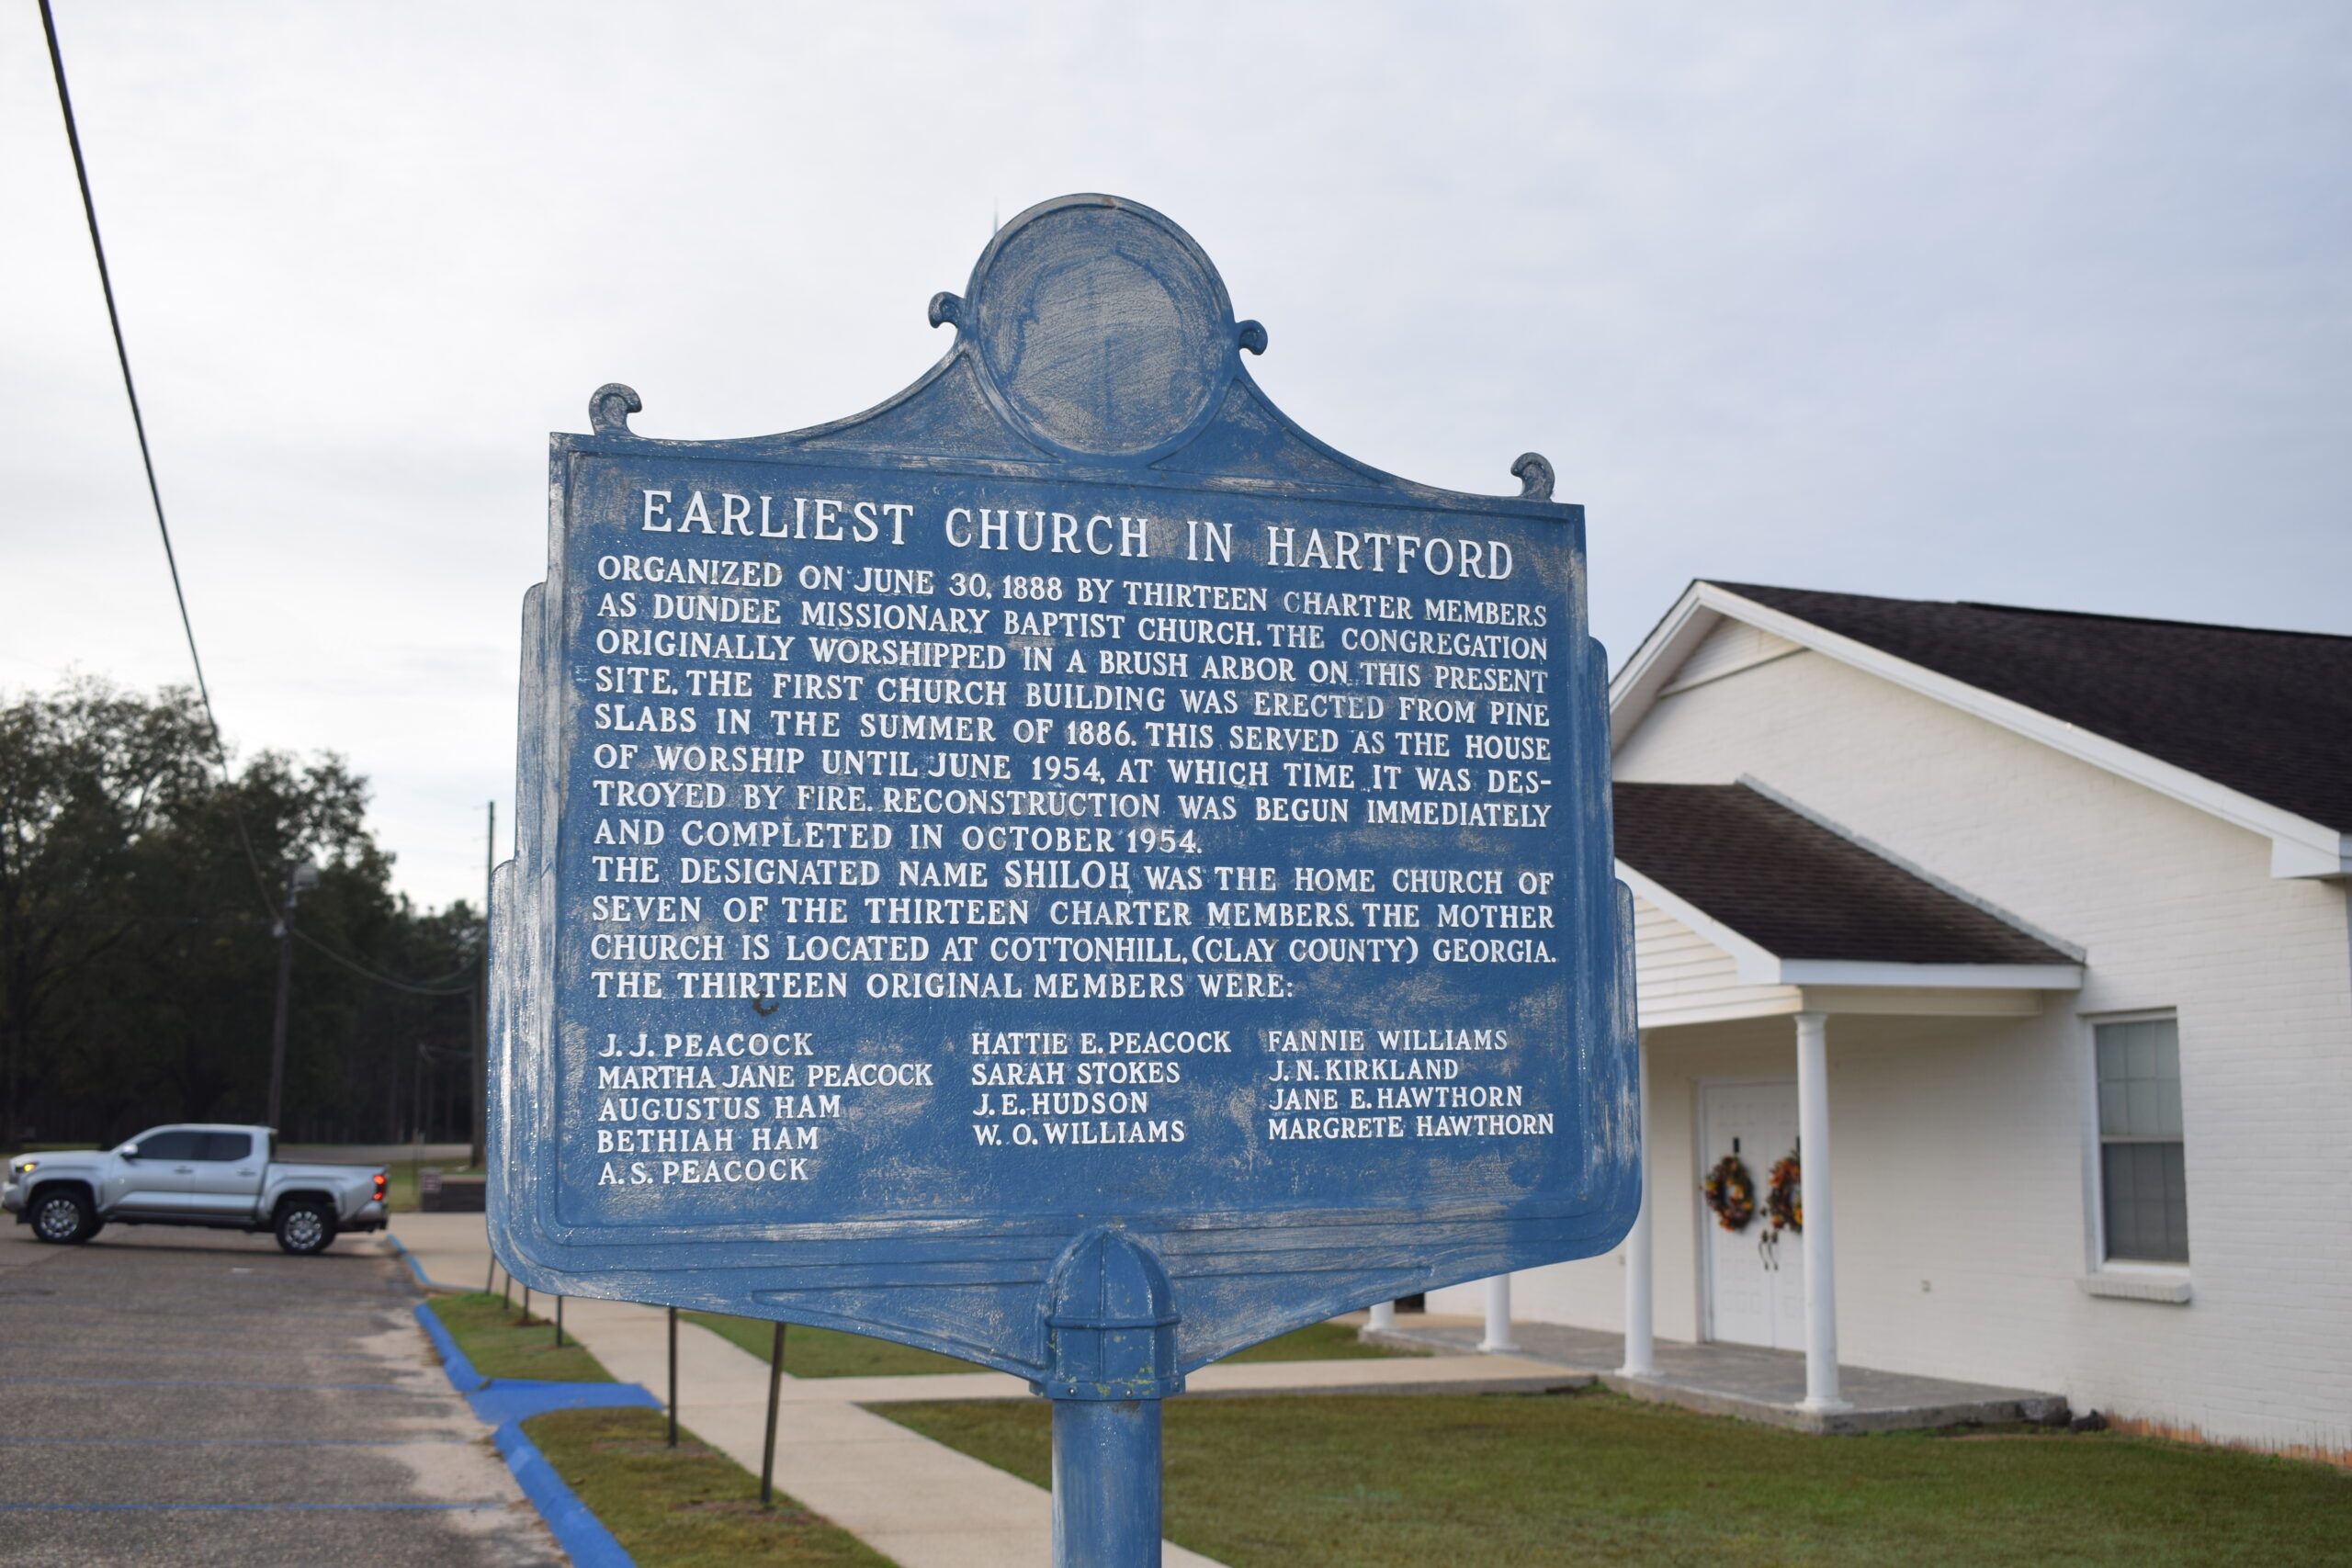 EARLIEST CHURCH IN HARTFORD
ORGANIZED ON JUNE 30, 1888 BY THIRTEEN CHARTER MEMBERS
AS DUNDEE MISSIONARY BAPTIST CHURCH. THE CONGREGATION
ORIGINALLY WORSHIPPED IN A BRUSH ARBOR ON THIS PRESENT
SITE. THE FIRST CHURCH BUILDING WAS ERECTED FROM PINE
SLABS IN THE SUMMER OF 1886. THIS SERVED AS THE HOUSE
OF WORSHIP UNTIL JUNE 1954, AT WHICH TIME IT WAS DES-
TROYED BY FIRE. RECONSTRUCTION WAS BEGUN IMMEDIATELY
AND COMPLETED IN OCTOBER 1954.
THE DESIGNATED NAME SHILOH WAS THE HOME CHURCH OF
SEVEN OF THE THIRTEEN CHARTER MEMBERS. THE MOTHER
CHURCH IS LOCATED AT COTTONHILL, (CLAY COUNTY) GEORGIA.
THE THIRTEEN ORIGINAL MEMBERS WERE:
J. J. PEACOCK
MARTHA JANE PEACOCK
AUGUSTUS HAM
BETHIAH HAM
A. S. PEACOCK
HATTIE E. PEACOCK
SARAH STOKES
J. E. HUDSON
W. O. WILLIAMS
FANNIE WILLIAMS
J. N. KIRKLAND
JANE E. HAWTHORN
MARGRETE HAWTHORN